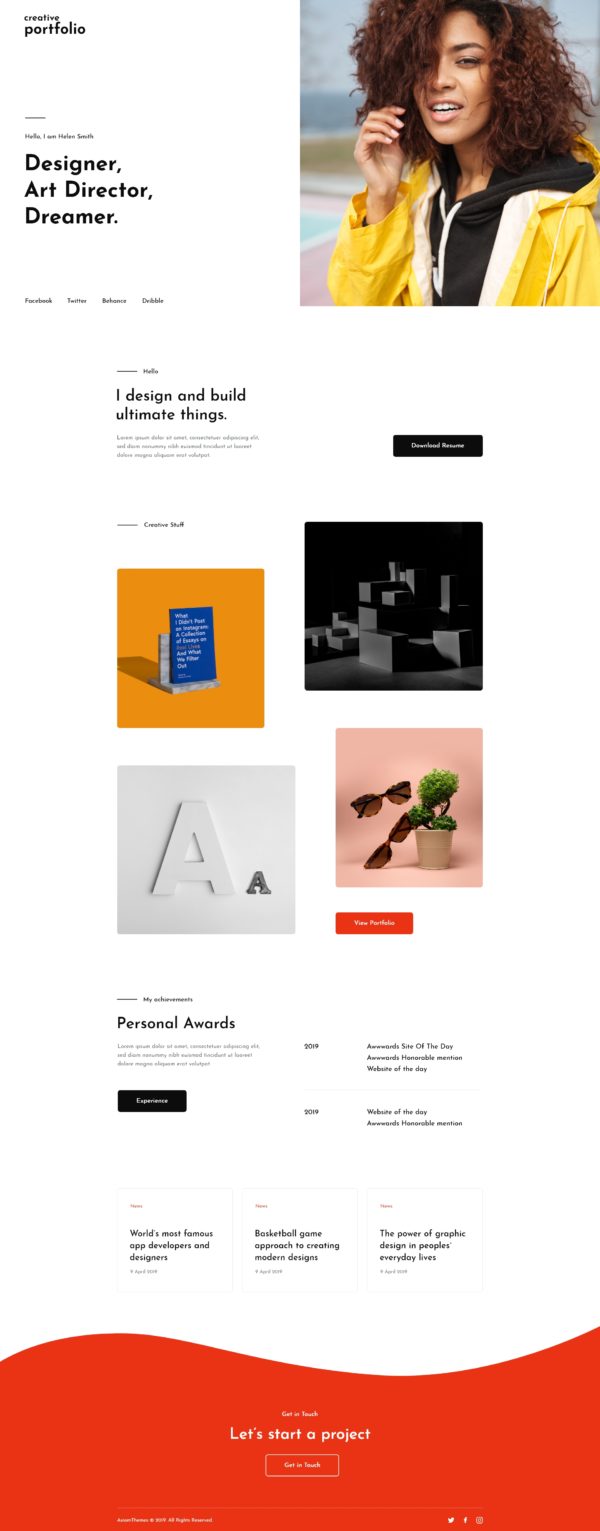 creative
portfolio
Hello, I am Helen Smith
Designer,
Art Director,
Dreamer.
Facebook Twitter Behance Dribble
Hello
I design and build
ultimate things.
Lorem ipsum dolor sit amet, consectetuer adipiscing elit,
sed diam nonummy nibh euismod tincidunt ut laoreet
dolore magna aliquam erat volutpat.
Download Resume
Creative Stuff
What
I Didn't Post
on Instagram:
A Collection
of Essays on
Real Lives
And What
We Filter
Out
A A
View Portfolio
My achievements
Personal Awards
Lorem ipsum dolor sit amet, consectetuer adipiscing elit,
sed diam nonummy nibh euismod tincidunt ut laoreet
dolore magna aliquam erat volutpat.
Experience
2019 Awwwards Site Of The Day
Awwwards Honorable mention
Website of the day
2019 Website of the day
Awwwards Honorable mention
News
World's most famous
app developers and
designers
9 April 2019
News
Basketball game
approach to creating
modern designs
9 April 2019
News
The power of graphic
design in peoples'
everyday lives
9 April 2019
Get in Touch
Let's start a project
Get in Touch
AxiomThemes © 2019. All Rights Reserved.